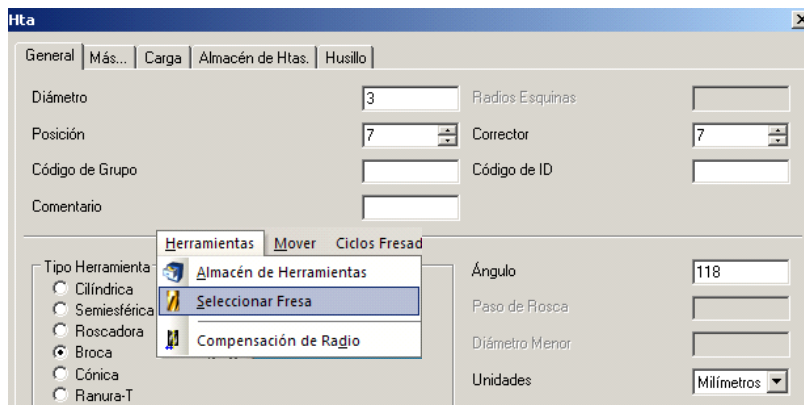 Hta
General Más... Carga Almacén de Htas. Husillo
Diámetro 3 Radios Esquinas
Posición 7 Corrector 7
Código de Grupo Código de ID
Comentario
Herramientas Mover Ciclos Fresad
Tipo Herramienta Almacén de Herramientas Ángulo 118
Cilíndrica
Semiesférica Seleccionar Fresa Paso de Rosca
Roscadora
Broca Compensación de Radio Diámetro Menor
Cónica Unidades Milímetros
Ranura-T